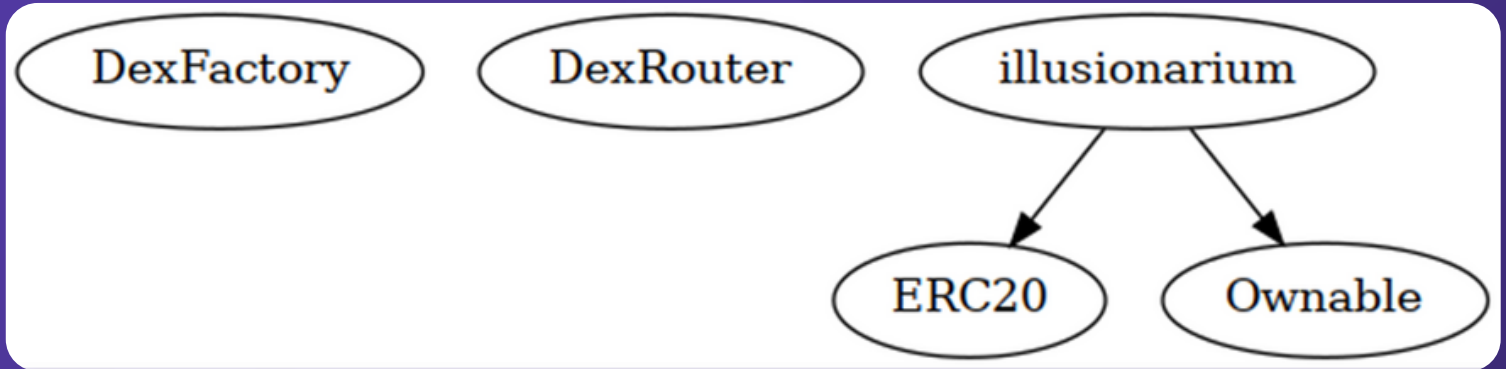 DexFactory
DexRouter
illusionarium
ERC20
Ownable